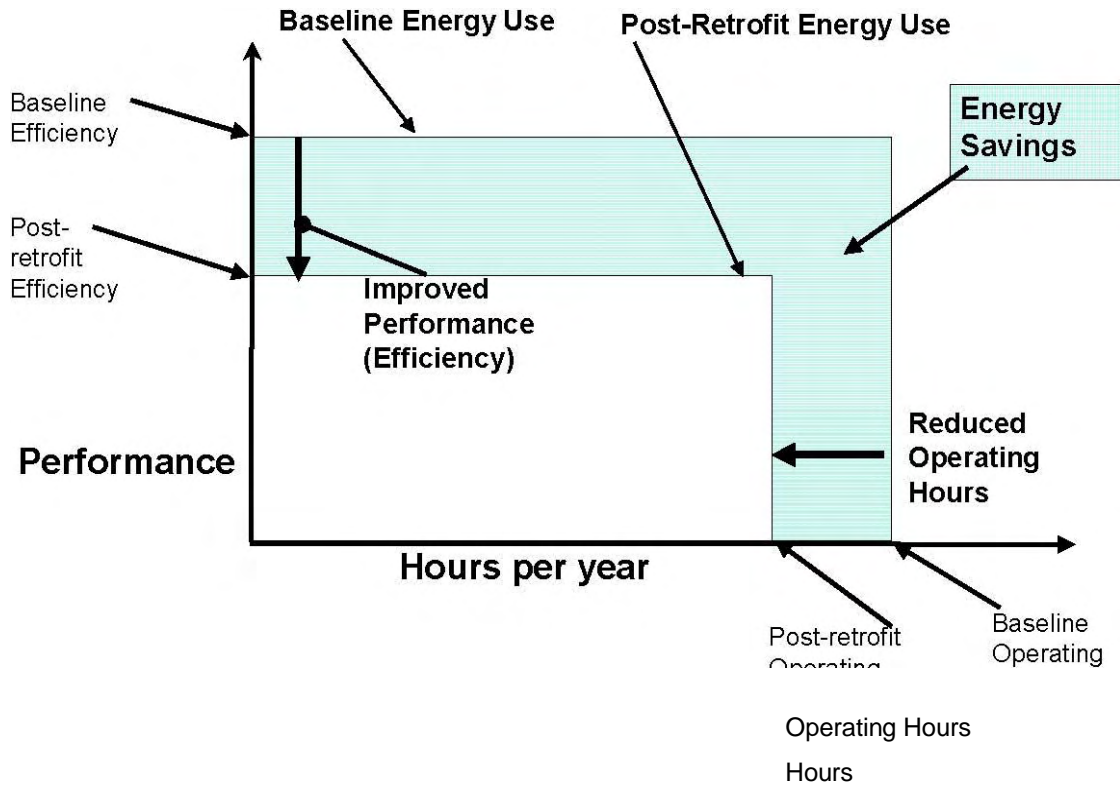 Baseline Energy Use
Post-Retrofit Energy Use
Baseline
Efficiency
Energy
Savings
Post-
retrofit
Efficiency
Improved
Performance
(Efficiency)
Reduced
Operating
Hours
Performance
Hours per year
Post-retrofit
Operating
Baseline
Operating
Operating Hours
Hours